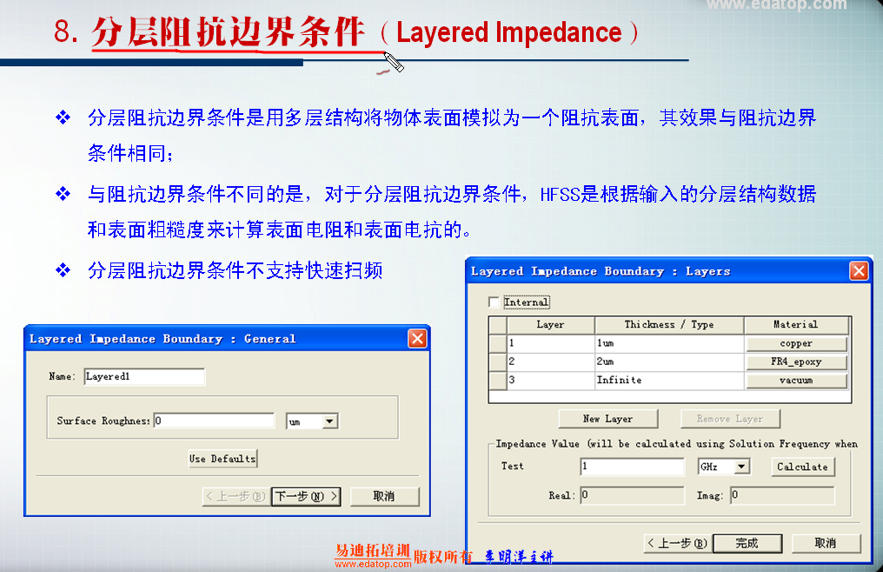 www.edatop.com
8. 分层阻抗边界条件（Layered Impedance）
❖ 分层阻抗边界条件是用多层结构将物体表面模拟为一个阻抗表面，其效果与阻抗边界
条件相同；
❖ 与阻抗边界条件不同的是，对于分层阻抗边界条件，HFSS是根据输入的分层结构数据
和表面粗糙度来计算表面电阻和表面电抗的。
❖ 分层阻抗边界条件不支持快速扫频
Layered Impedance Boundary : General
Name: Layered1
Surface Roughness: 0 um
Use Defaults
< 上一步(B) 下一步(N) > 取消
Layered Impedance Boundary : Layers
Internal
Layer Thickness / Type Material
1 1um copper
2 2um FR4_epoxy
3 Infinite vacuum
New Layer Remove Layer
Impedance Value (will be calculated using Solution Frequency when
Test 1 GHz Calculate
Real: 0 Imag: 0
< 上一步(B) 完成 取消
易迪拓培训 版权所有 李明洋主讲
www.edatop.com